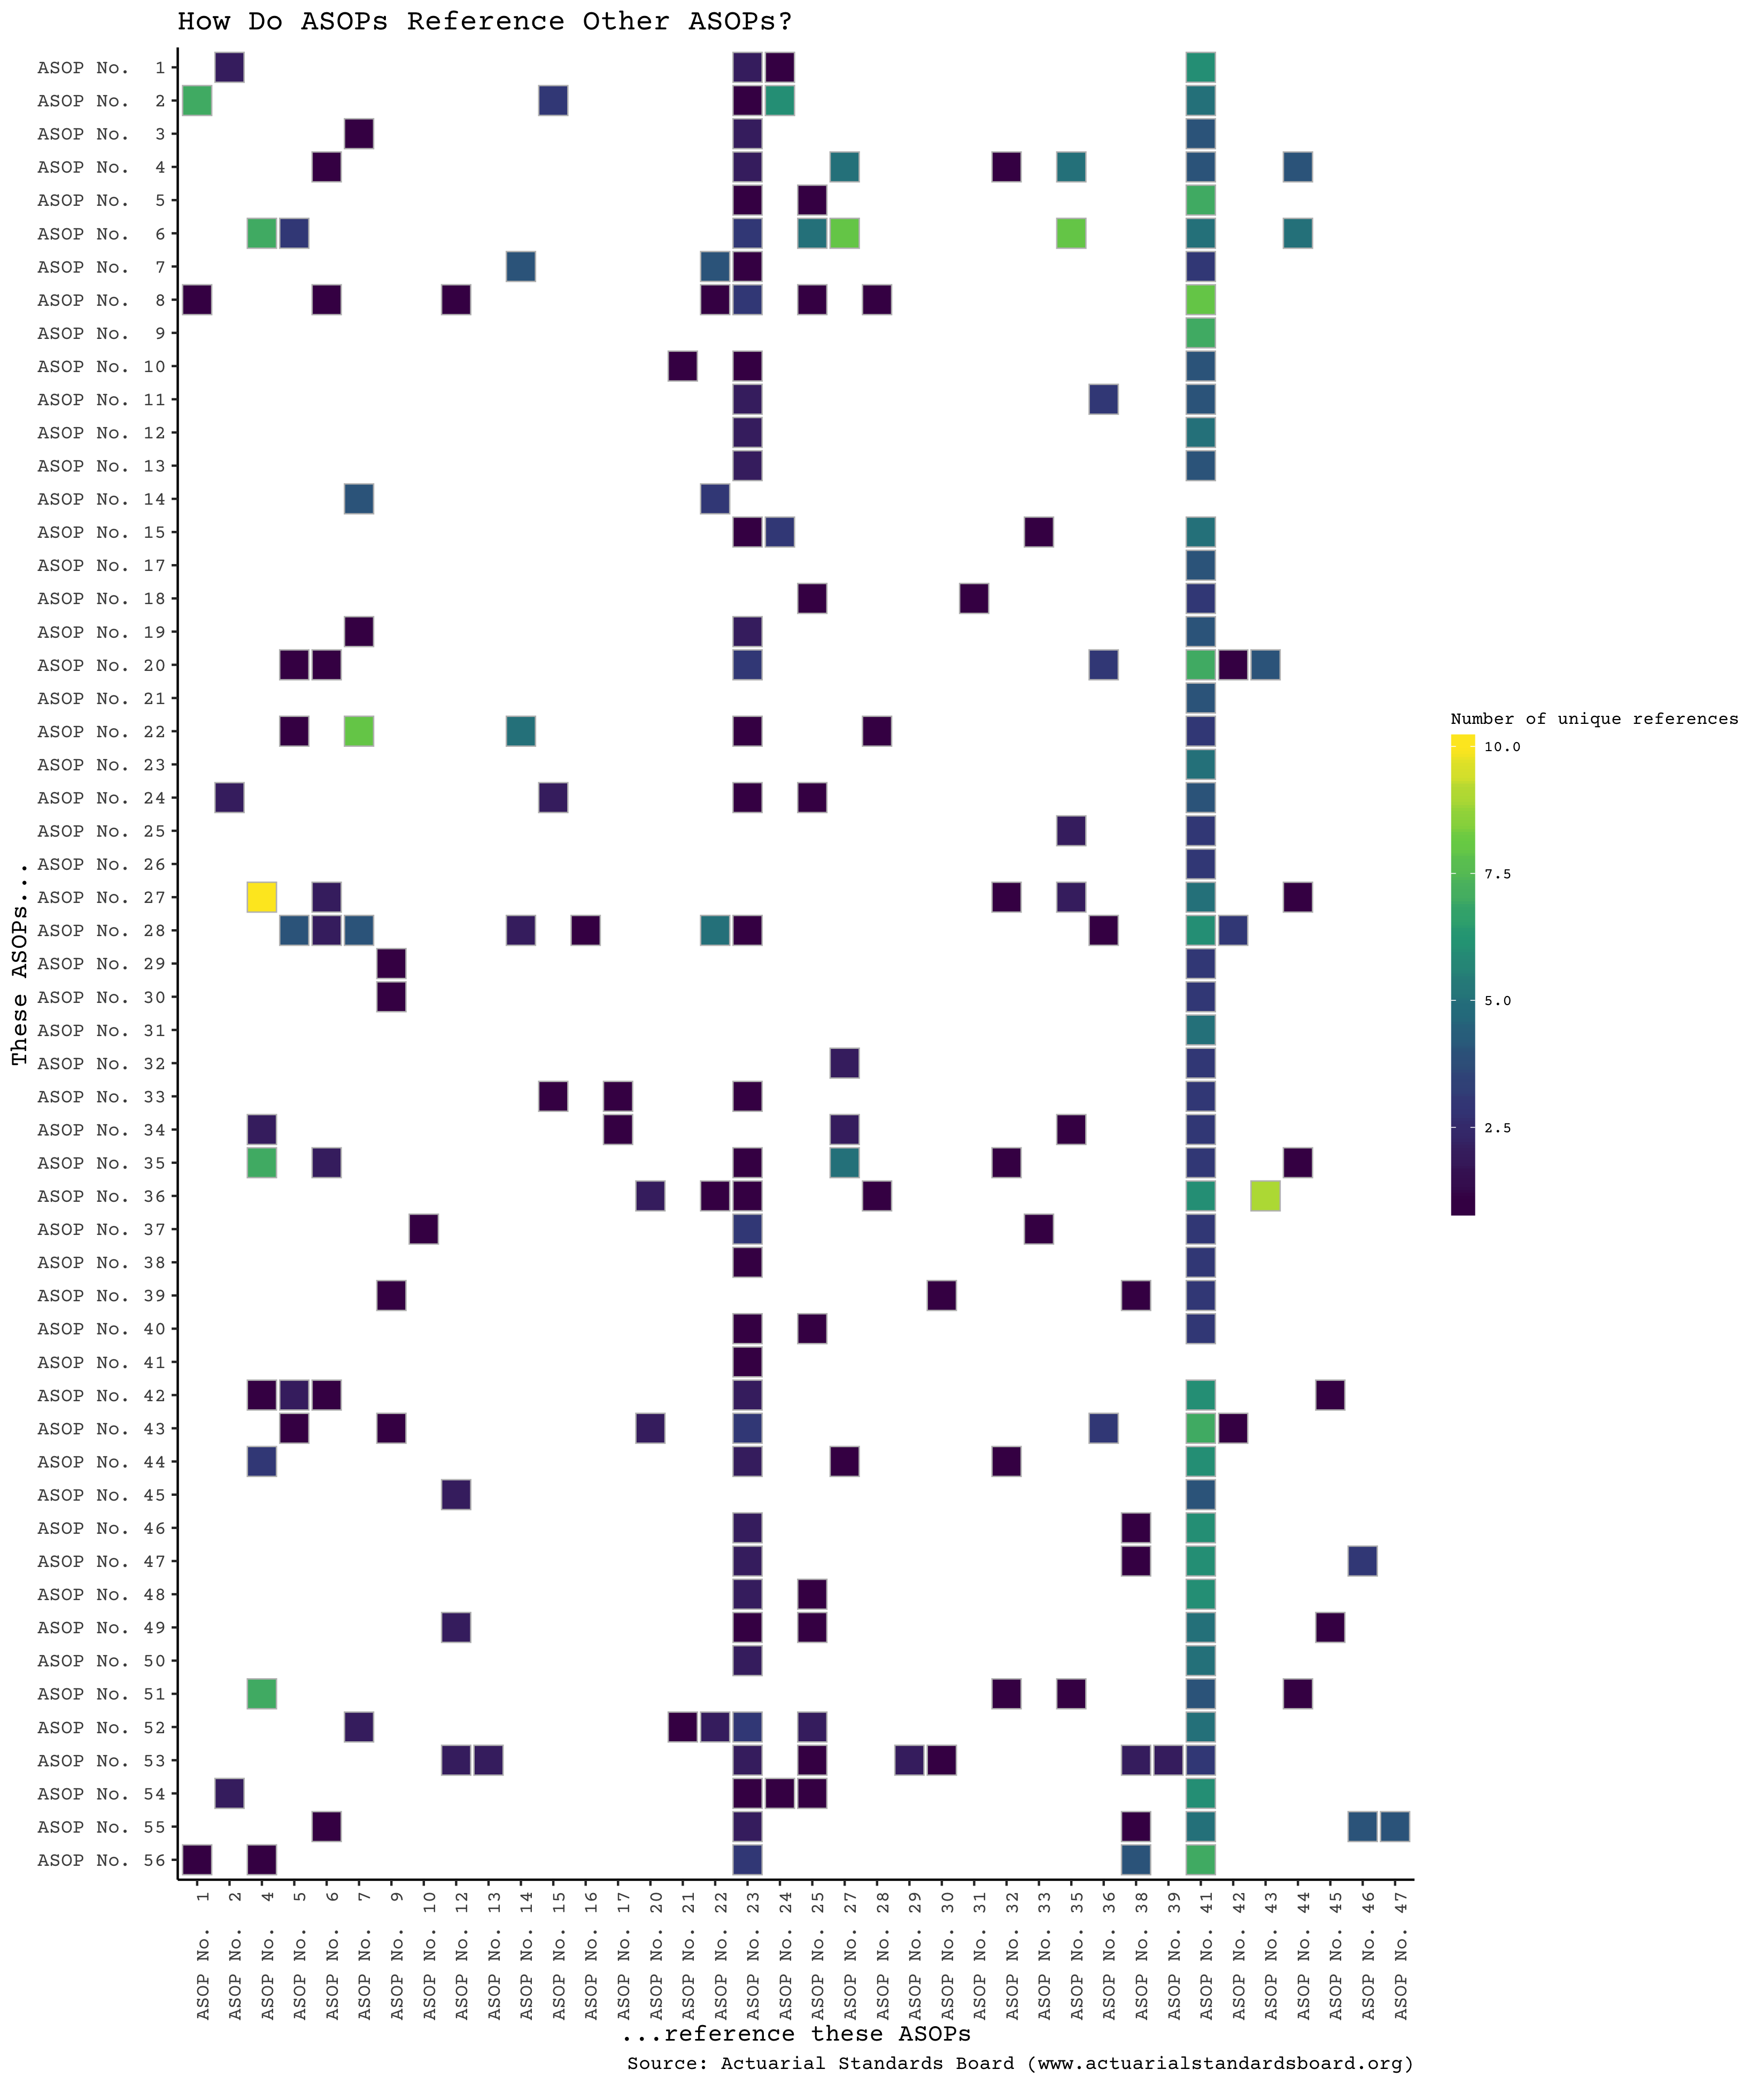 How Do ASOPs Reference Other ASOPs?
ASOP No. 1
ASOP No. 2
ASOP No. 3
ASOP No. 4
ASOP No. 5
ASOP No. 6
ASOP No. 7
ASOP No. 8
ASOP No. 9
ASOP No. 10
ASOP No. 11
ASOP No. 12
ASOP No. 13
ASOP No. 14
ASOP No. 15
ASOP No. 17
ASOP No. 18
ASOP No. 19
ASOP No. 20
ASOP No. 21
ASOP No. 22
ASOP No. 23
ASOP No. 24
ASOP No. 25
ASOP No. 26
ASOP No. 27
ASOP No. 28
ASOP No. 29
ASOP No. 30
ASOP No. 31
ASOP No. 32
ASOP No. 33
ASOP No. 34
ASOP No. 35
ASOP No. 36
ASOP No. 37
ASOP No. 38
ASOP No. 39
ASOP No. 40
ASOP No. 41
ASOP No. 42
ASOP No. 43
ASOP No. 44
ASOP No. 45
ASOP No. 46
ASOP No. 47
ASOP No. 48
ASOP No. 49
ASOP No. 50
ASOP No. 51
ASOP No. 52
ASOP No. 53
ASOP No. 54
ASOP No. 55
ASOP No. 56
These ASOPs...
Number of unique references
10.0
7.5
5.0
2.5
ASOP No. 1
ASOP No. 2
ASOP No. 4
ASOP No. 5
ASOP No. 6
ASOP No. 7
ASOP No. 9
ASOP No. 10
ASOP No. 12
ASOP No. 13
ASOP No. 14
ASOP No. 15
ASOP No. 16
ASOP No. 17
ASOP No. 20
ASOP No. 21
ASOP No. 22
ASOP No. 23
ASOP No. 24
ASOP No. 25
ASOP No. 27
ASOP No. 28
ASOP No. 29
ASOP No. 30
ASOP No. 31
ASOP No. 32
ASOP No. 33
ASOP No. 35
ASOP No. 36
ASOP No. 38
ASOP No. 39
ASOP No. 41
ASOP No. 42
ASOP No. 43
ASOP No. 44
ASOP No. 45
ASOP No. 46
ASOP No. 47
...reference these ASOPs
Source: Actuarial Standards Board (www.actuarialstandardsboard.org)